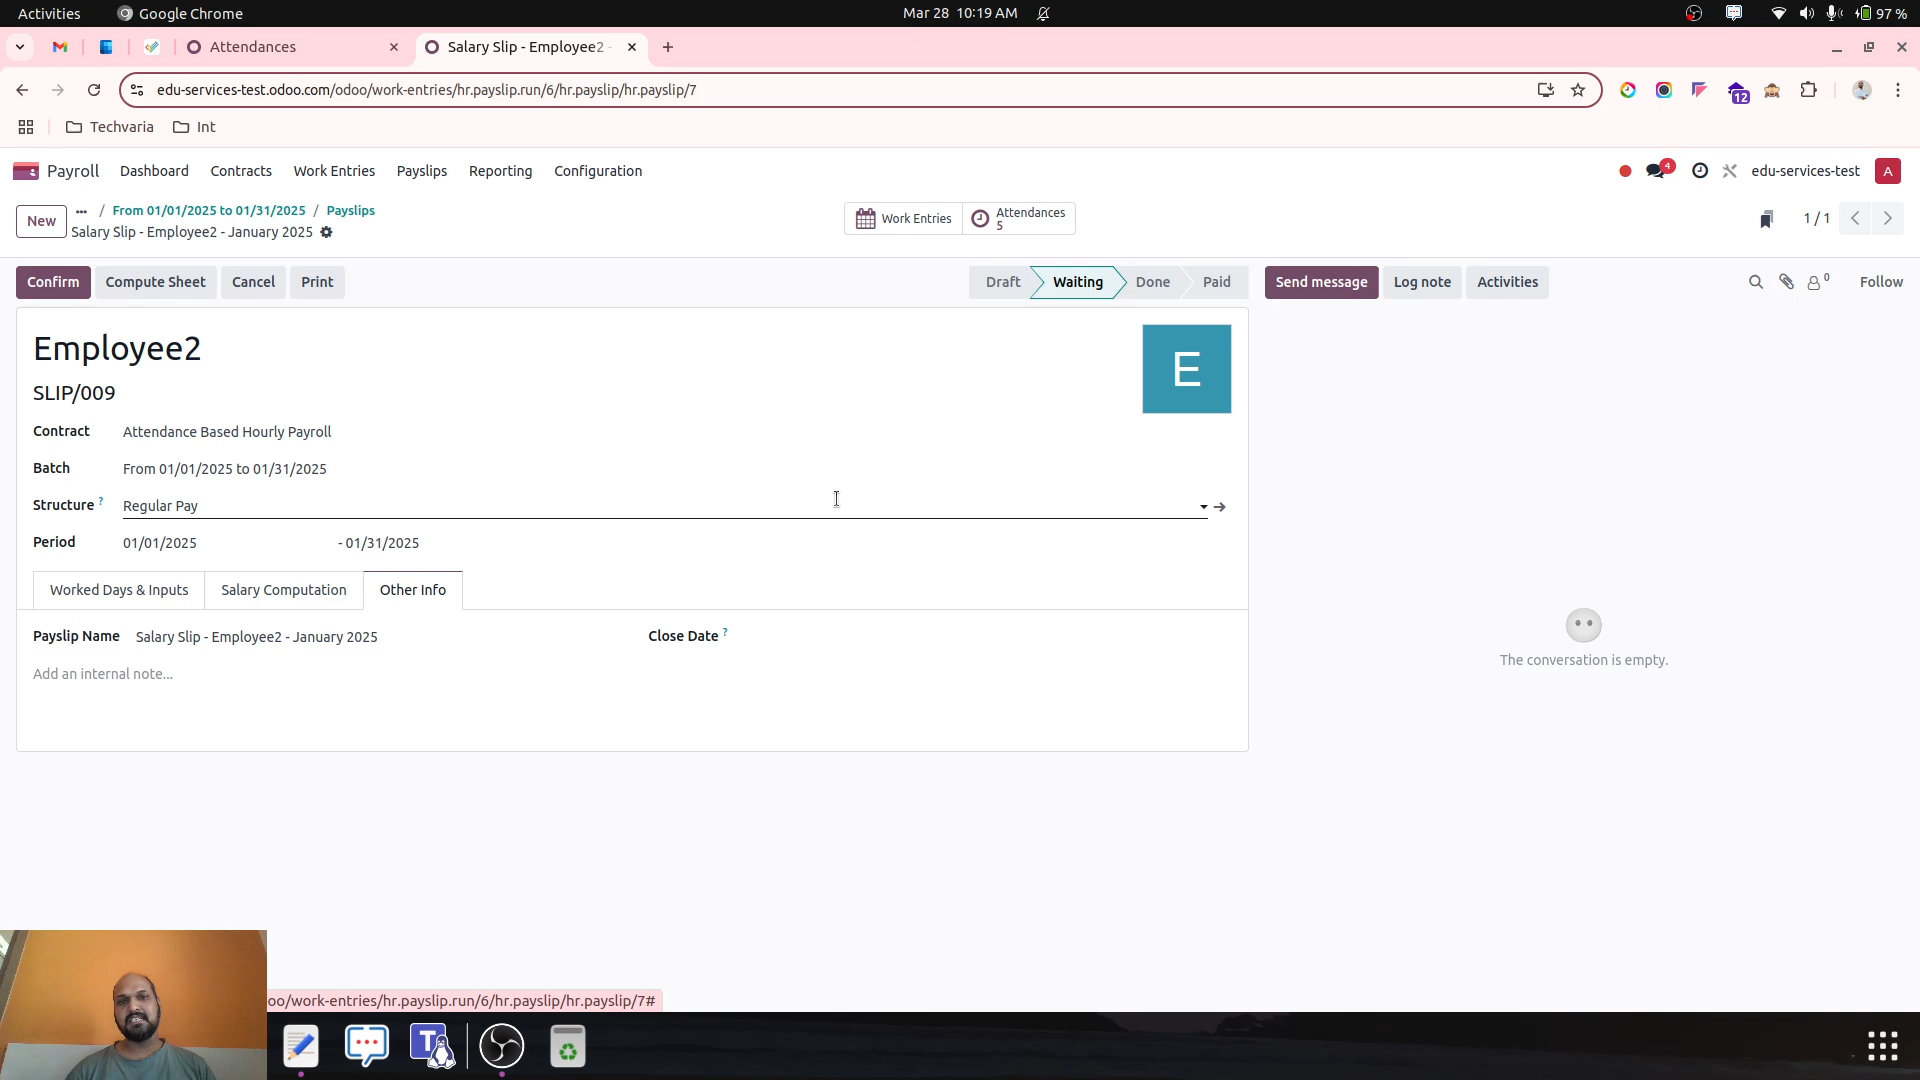 Activities
Google Chrome
Mar 28 10:19 AM
97 %
Attendances
Salary Slip - Employee2 -
edu-services-test.odoo.com/odoo/work-entries/hr.payslip.run/6/hr.payslip/hr.payslip/7
12
Techvaria
Int
Payroll
Dashboard
Contracts
Work Entries
Payslips
Reporting
Configuration
4
edu-services-test
A
New
... / From 01/01/2025 to 01/31/2025 / Payslips
Salary Slip - Employee2 - January 2025
Work Entries
Attendances
5
1 / 1
Confirm
Compute Sheet
Cancel
Print
Draft
Waiting
Done
Paid
Send message
Log note
Activities
0
Follow
Employee2
E
SLIP/009
Contract Attendance Based Hourly Payroll
Batch From 01/01/2025 to 01/31/2025
Structure ? Regular Pay
Period 01/01/2025 - 01/31/2025
Worked Days & Inputs
Salary Computation
Other Info
Payslip Name Salary Slip - Employee2 - January 2025
Close Date ?
Add an internal note...
The conversation is empty.
oo/work-entries/hr.payslip.run/6/hr.payslip/hr.payslip/7#
T